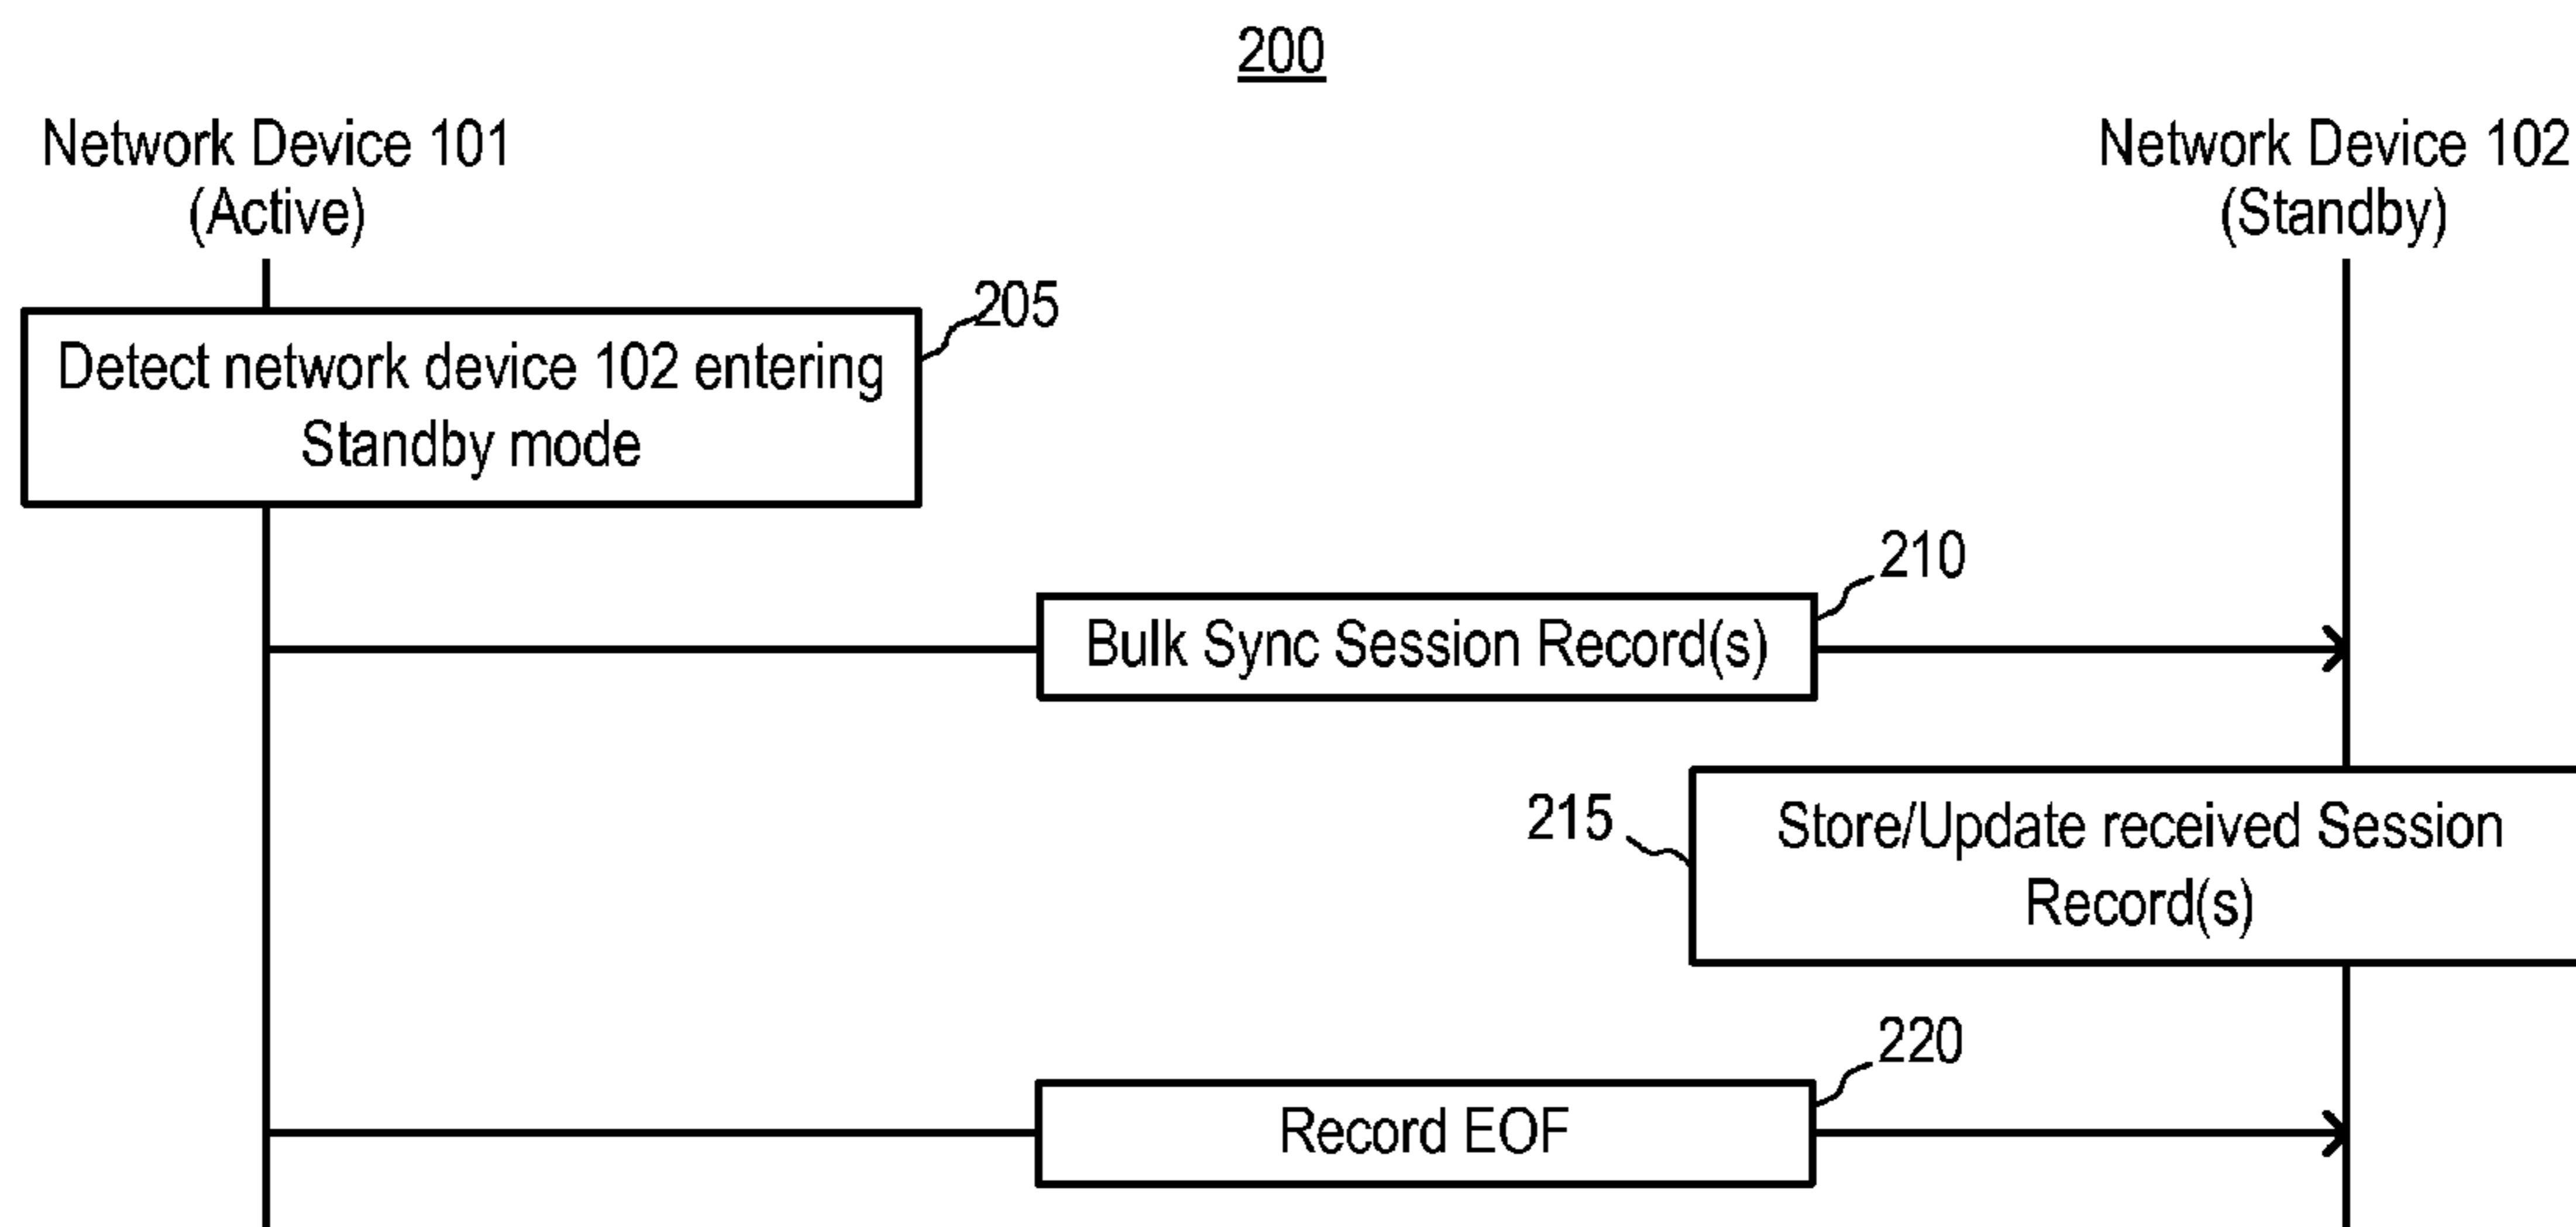 200
Network Device 101
(Active)
Network Device 102
(Standby)
205
Detect network device 102 entering
Standby mode
210
Bulk Sync Session Record(s)
215
Store/Update received Session
Record(s)
220
Record EOF